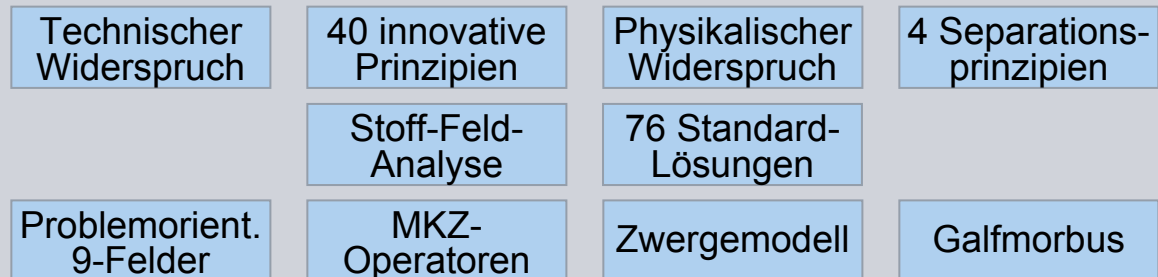 Technischer
Widerspruch
40 innovative
Prinzipien
Physikalischer
Widerspruch
4 Separations-
prinzipien
Stoff-Feld-
Analyse
76 Standard-
Lösungen
Problemorient.
9-Felder
MKZ-
Operatoren
Zwergemodell
Galfmorbus